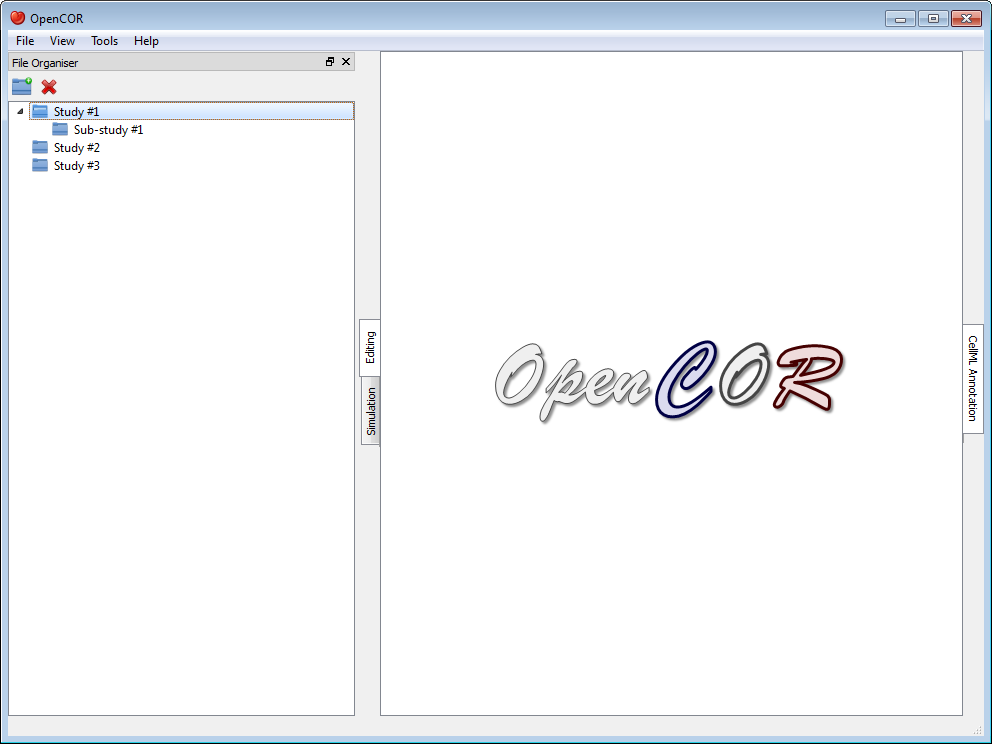 OpenCOR
File View Tools Help
File Organiser
Study #1
Sub-study #1
Study #2
Study #3
Editing
Simulation
OpenCOR
CellML Annotation